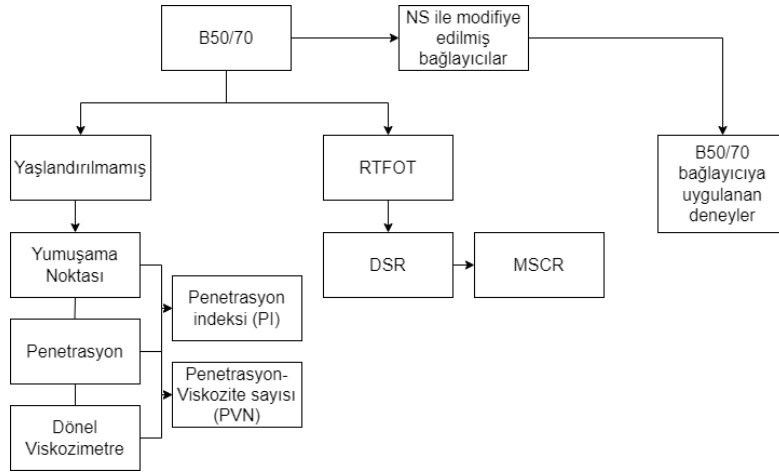 B50/70
NS ile modifiye
edilmiş
bağlayıcılar
Yaşlandırılmamış
RTFOT
B50/70
bağlayıcıya
uygulanan
deneyler
Yumuşama
Noktası
DSR
MSCR
Penetrasyon
indeksi (PI)
Penetrasyon
Penetrasyon-
Viskozite sayısı
(PVN)
Dönel
Viskozimetre